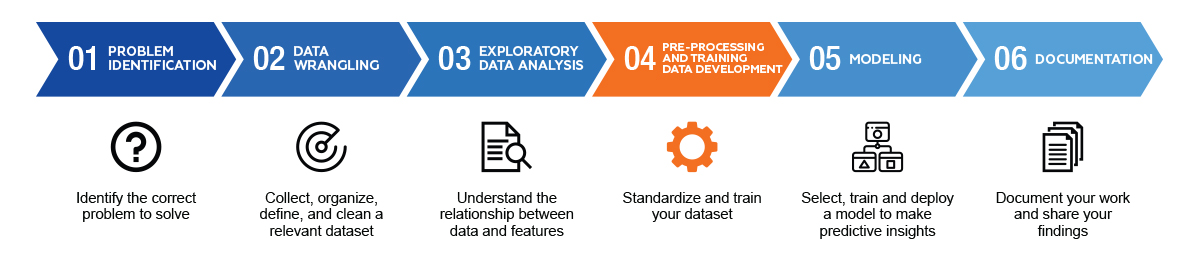 01 PROBLEM
IDENTIFICATION
02 DATA
WRANGLING
03 EXPLORATORY
DATA ANALYSIS
04 PRE-PROCESSING
AND TRAINING
DATA DEVELOPMENT
05 MODELING
06 DOCUMENTATION
?
Identify the correct
problem to solve
Collect, organize,
define, and clean a
relevant dataset
Understand the
relationship between
data and features
Standardize and train
your dataset
Select, train and deploy
a model to make
predictive insights
Document your work
and share your
findings